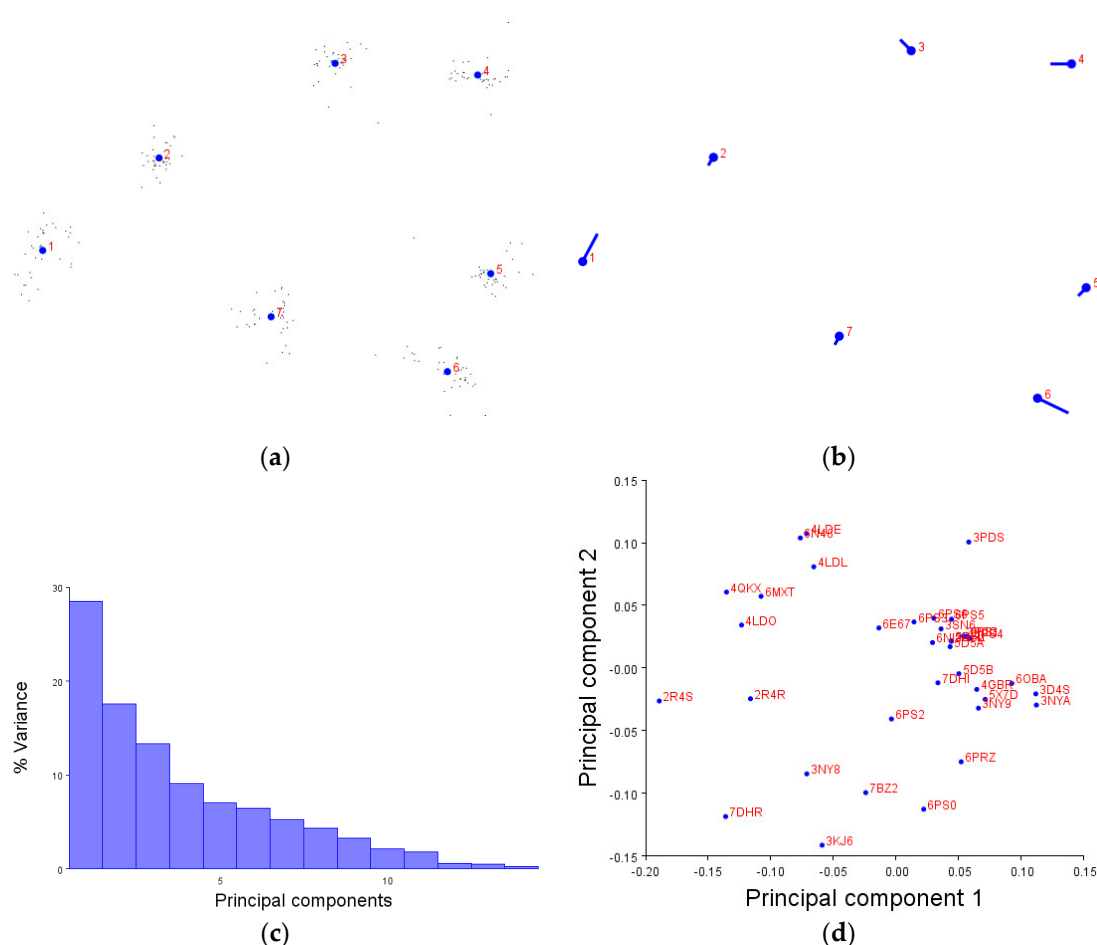 3
4
2
1
5
7
6
(a)
3
4
2
1
5
7
6
(b)
30
20
10
0
% Variance
5
10
Principal components
(c)
0.15
0.10
0.05
-0.00
-0.05
-0.10
-0.15
Principal component 2
4LDE
3PDS
4LDL
4QKX
6MXT
4LDO
6E67
6PS5
3SN6
5D5A
5D5B
7DHI
4GBR
6OBA
5X7D
3D4S
3NY9
3NYA
2R4S
2R4R
6PS2
6PRZ
3NY8
7BZ2
6PS0
7DHR
3KJ6
-0.20
-0.15
-0.10
-0.05
0.00
0.05
0.10
0.15
Principal component 1
(d)